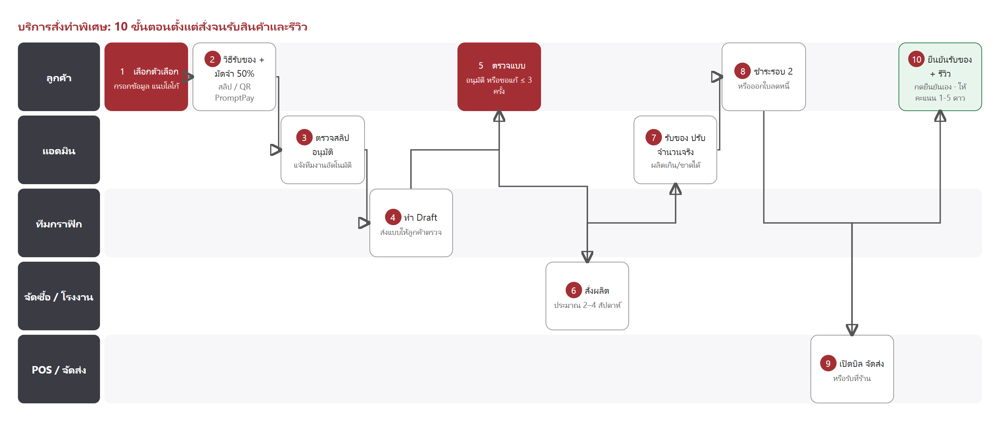 บริการสั่งทำพิเศษ: 10 ขั้นตอนตั้งแต่สั่งจนรับสินค้าและรีวิว
ลูกค้า
1 เลือกตัวเลือก
กรอกข้อมูล แนบโลโก้
2 วิธีรับของ +
มัดจำ 50%
สลิป / QR
PromptPay
5 ตรวจแบบ
อนุมัติ หรือขอแก้ ≤ 3
ครั้ง
8 ชำระรอบ 2
หรือออกใบลดหนี้
10 ยืนยันรับของ
+ รีวิว
กดยืนยันเอง · ให้
คะแนน 1-5 ดาว
แอดมิน
3 ตรวจสลิป
อนุมัติ
แจ้งทีมงานอัตโนมัติ
7 รับของ ปรับ
จำนวนจริง
ผลิตเกิน/ขาดได้
ทีมกราฟิก
4 ทำ Draft
ส่งแบบให้ลูกค้าตรวจ
จัดซื้อ / โรงงาน
6 สั่งผลิต
ประมาณ 2–4 สัปดาห์
POS / จัดส่ง
9 เปิดบิล จัดส่ง
หรือรับที่ร้าน